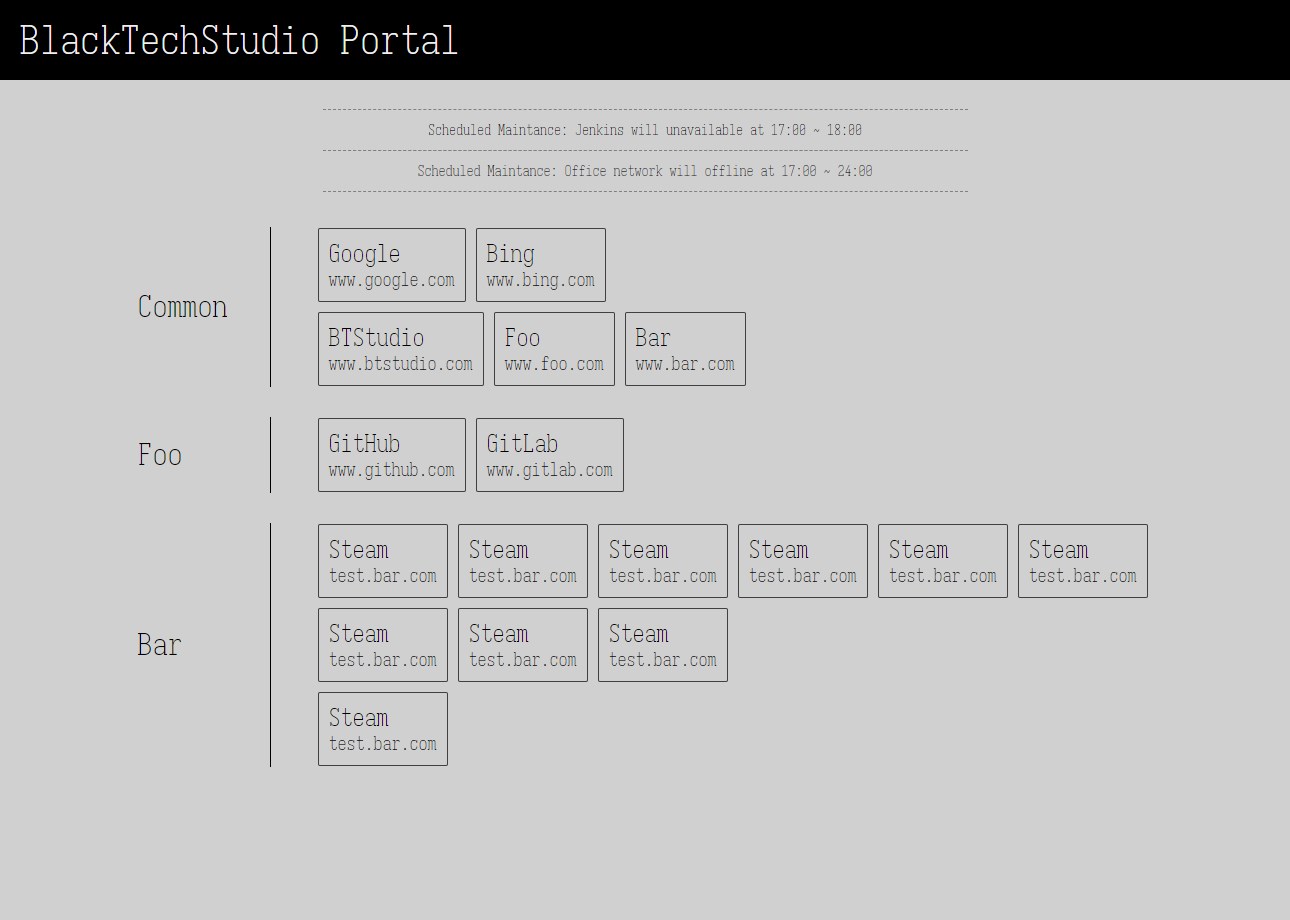 BlackTechStudio Portal
Scheduled Maintance: Jenkins will unavailable at 17:00 ~ 18:00
Scheduled Maintance: Office network will offline at 17:00 ~ 24:00
Common
Google Bing
www.google.com www.bing.com
BTStudio Foo Bar
www.btstudio.com www.foo.com www.bar.com
Foo
GitHub GitLab
www.github.com www.gitlab.com
Bar
Steam Steam Steam Steam Steam Steam
test.bar.com test.bar.com test.bar.com test.bar.com test.bar.com test.bar.com
Steam Steam Steam
test.bar.com test.bar.com test.bar.com
Steam
test.bar.com